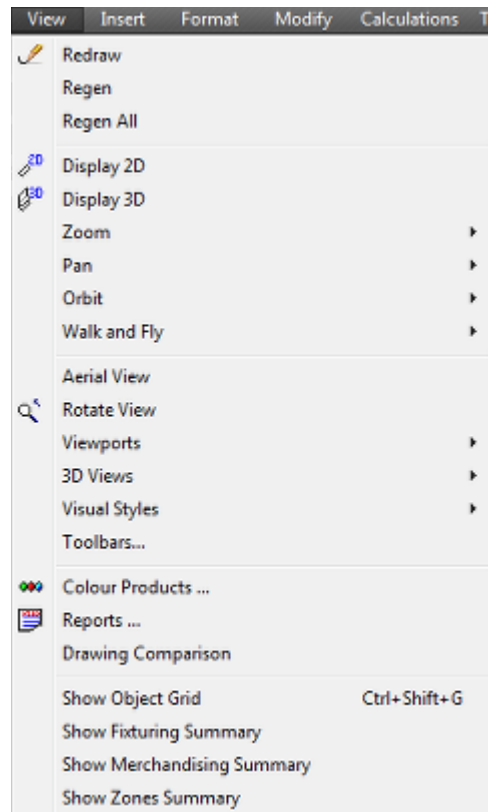 View Insert Format Modify Calculations T
Redraw
Regen
Regen All
2D Display 2D
3D Display 3D
Zoom
Pan
Orbit
Walk and Fly
Aerial View
Rotate View
Viewports
3D Views
Visual Styles
Toolbars...
Colour Products ...
Reports ...
Drawing Comparison
Show Object Grid Ctrl+Shift+G
Show Fixturing Summary
Show Merchandising Summary
Show Zones Summary